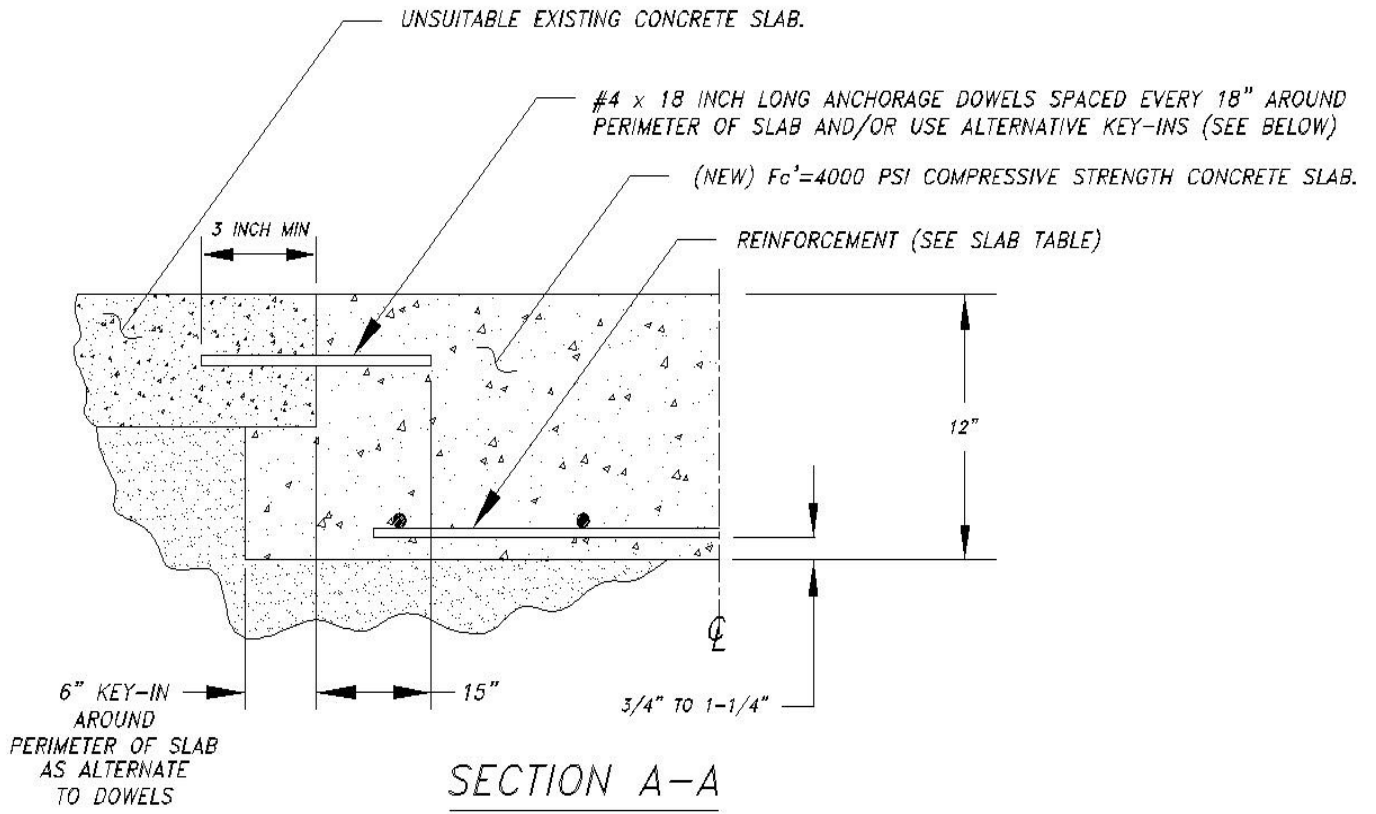 UNSUITABLE EXISTING CONCRETE SLAB.
#4 x 18 INCH LONG ANCHORAGE DOWELS SPACED EVERY 18" AROUND
PERIMETER OF SLAB AND/OR USE ALTERNATIVE KEY-INS (SEE BELOW)
(NEW) Fc'=4000 PSI COMPRESSIVE STRENGTH CONCRETE SLAB.
3 INCH MIN
REINFORCEMENT (SEE SLAB TABLE)
12"
℄
6" KEY-IN
AROUND
PERIMETER OF SLAB
AS ALTERNATE
TO DOWELS
15"
3/4" TO 1-1/4"
SECTION A-A